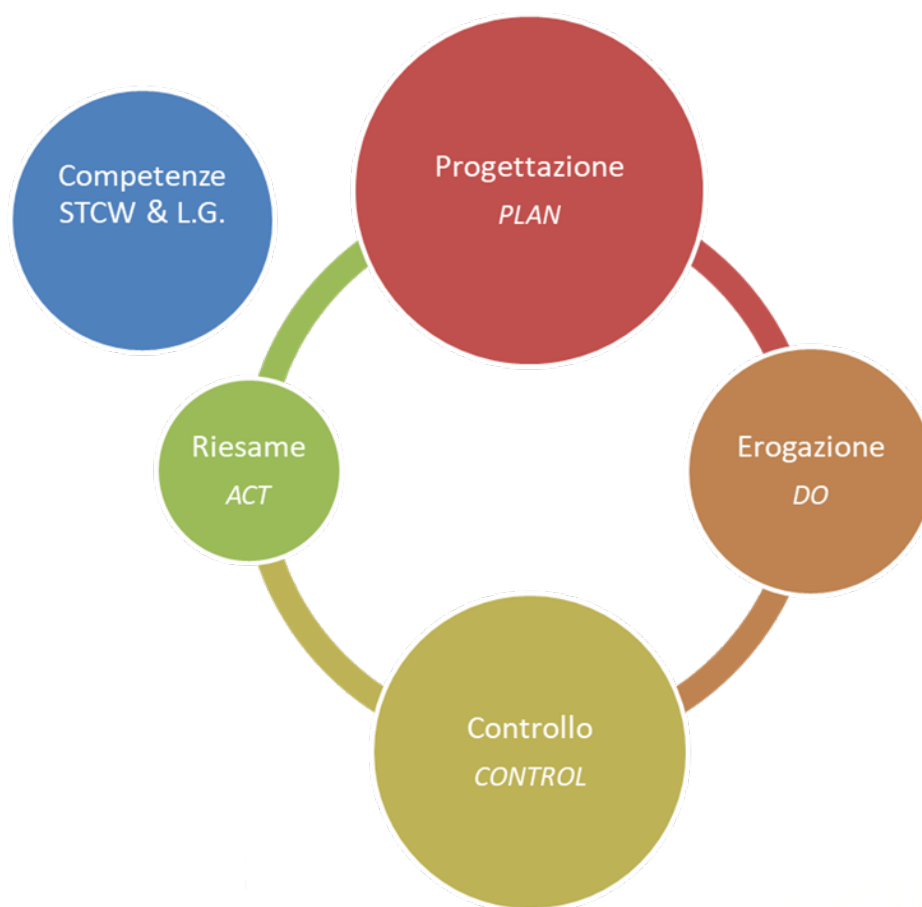 Competenze
STCW & L.G.
Progettazione
PLAN
Erogazione
DO
Controllo
CONTROL
Riesame
ACT